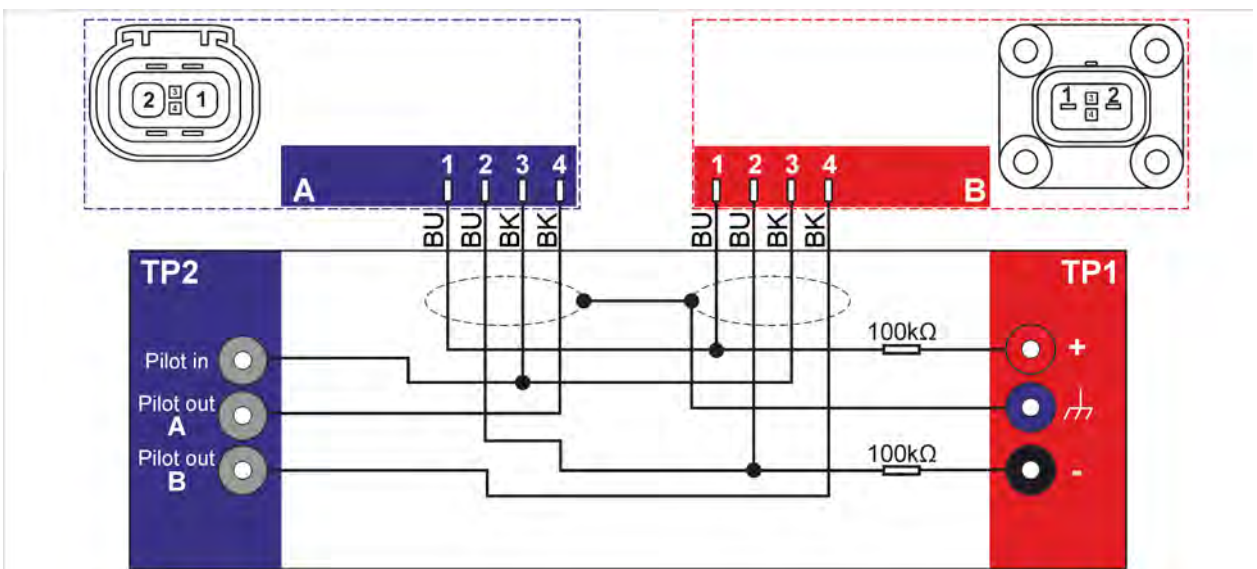 2 3 4 1
1 3 4 2
A 1 2 3 4
1 2 3 4 B
BU BU BK BK
BU BU BK BK
TP2
TP1
100kΩ
+
Pilot in
Pilot out
A
Pilot out
B
100kΩ
-